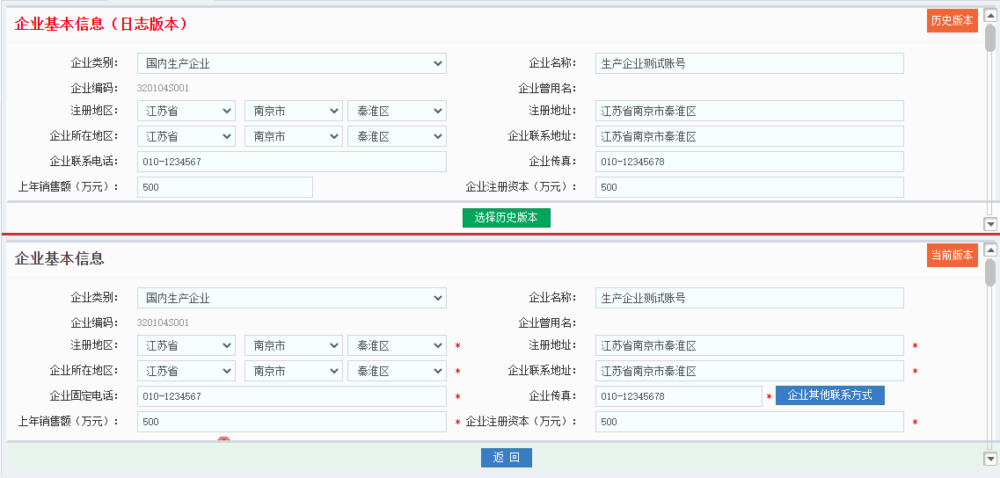 企业基本信息（日志版本）
历史版本
企业类别： 国内生产企业 企业名称： 生产企业测试账号
企业编码： 320104S001 企业曾用名：
注册地区： 江苏省 南京市 秦淮区 注册地址： 江苏省南京市秦淮区
企业所在地区： 江苏省 南京市 秦淮区 企业联系地址： 江苏省南京市秦淮区
企业联系电话： 010-1234567 企业传真： 010-12345678
上年销售额（万元）： 500 企业注册资本（万元）： 500
选择历史版本
企业基本信息
当前版本
企业类别： 国内生产企业 企业名称： 生产企业测试账号
企业编码： 320104S001 企业曾用名：
注册地区： 江苏省 南京市 秦淮区 * 注册地址： 江苏省南京市秦淮区 *
企业所在地区： 江苏省 南京市 秦淮区 * 企业联系地址： 江苏省南京市秦淮区 *
企业固定电话： 010-1234567 * 企业传真： 010-12345678 * 企业其他联系方式
上年销售额（万元）： 500 * 企业注册资本（万元）： 500 *
返 回